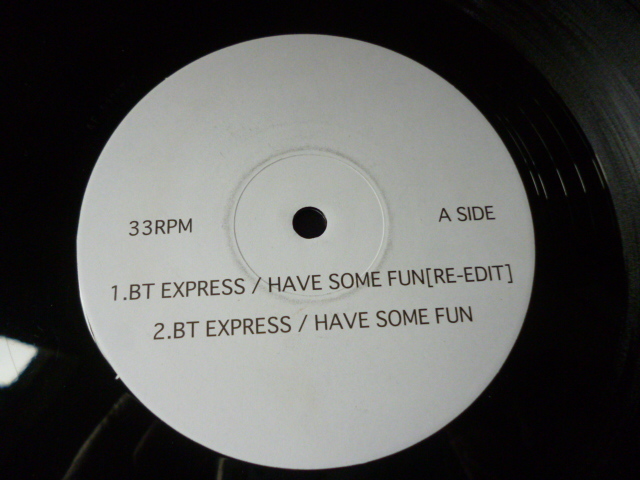 33RPM
A SIDE
1.BT EXPRESS / HAVE SOME FUN[RE-EDIT]
2.BT EXPRESS / HAVE SOME FUN